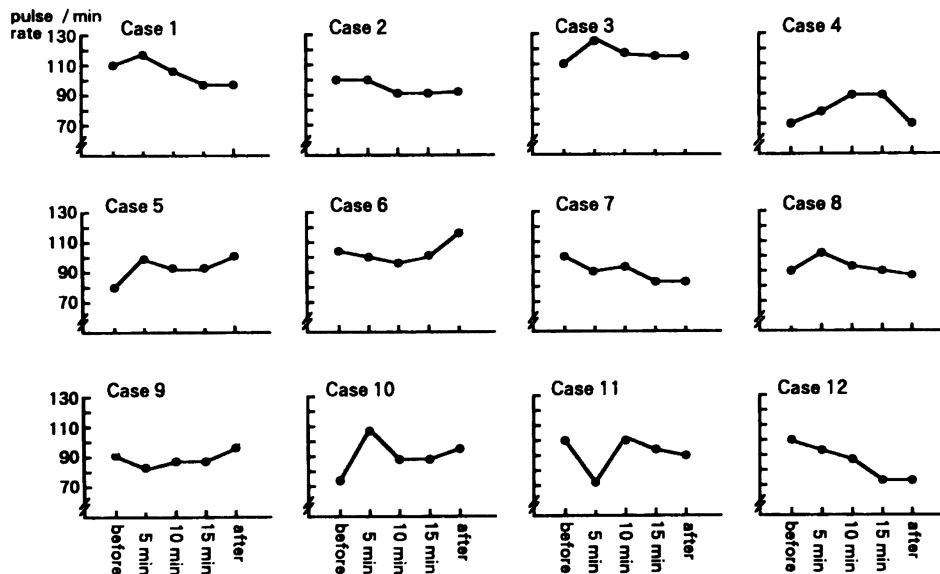 pulse / min
rate
Case 1
Case 2
Case 3
Case 4
130
110
90
70
Case 5
Case 6
Case 7
Case 8
130
110
90
70
Case 9
Case 10
Case 11
Case 12
130
110
90
70
before
5 min
10 min
15 min
after
before
5 min
10 min
15 min
after
before
5 min
10 min
15 min
after
before
5 min
10 min
15 min
after